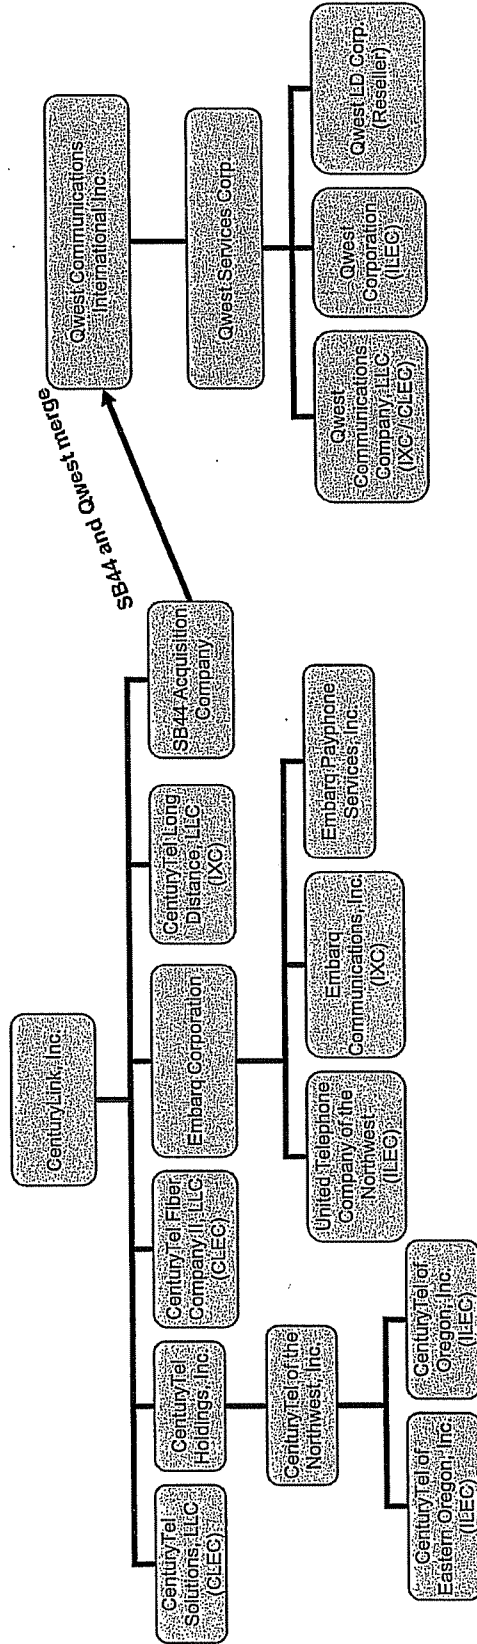 CenturyLink. Inc.
CenturyTel
Solutions, LLC
(CLEC)
CenturyTel
Holdings, Inc.
CenturyTel Fiber
Company II, LLC
(CLEC)
Embarq Corporation
CenturyTel Long
Distance, LLC
(IXC)
SB44 Acquisition
Company
CenturyTel of the
Northwest, Inc.
CenturyTel of
Eastern Oregon, Inc.
(ILEC)
CenturyTel of
Oregon, Inc.
(ILEC)
United Telephone
Company of the
Northwest
(ILEC)
Embarq
Communications, Inc.
(IXC)
Embarq Payphone
Services, Inc.
SB44 and Qwest merge
Qwest Communications
International Inc.
Qwest Services Corp.
Qwest
Communications
Company, LLC
(IXC / CLEC)
Qwest
Corporation
(ILEC)
Qwest LD Corp.
(Reseller)